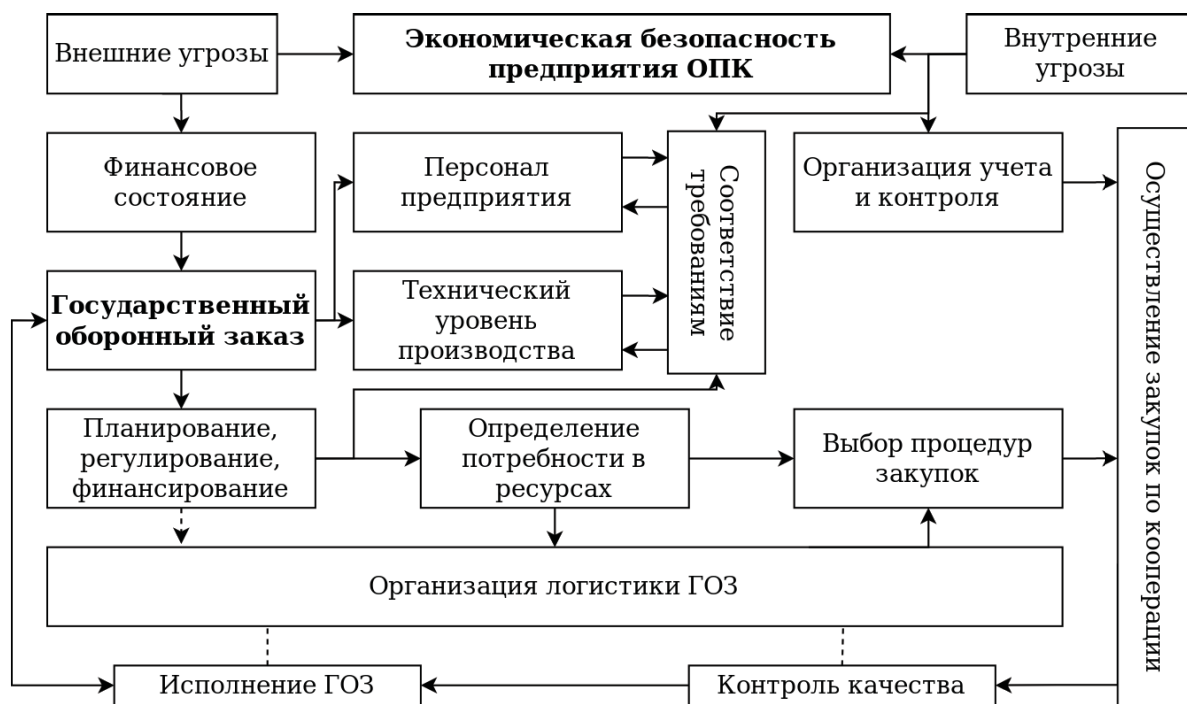 Внешние угрозы
Экономическая безопасность
предприятия ОПК
Внутренние
угрозы
Финансовое
состояние
Персонал
предприятия
Соответствие
требованиям
Организация учета
и контроля
Осуществление закупок по кооперации
Государственный
оборонный заказ
Технический
уровень
производства
Планирование,
регулирование,
финансирование
Определение
потребности в
ресурсах
Выбор процедур
закупок
Организация логистики ГОЗ
Исполнение ГОЗ
Контроль качества